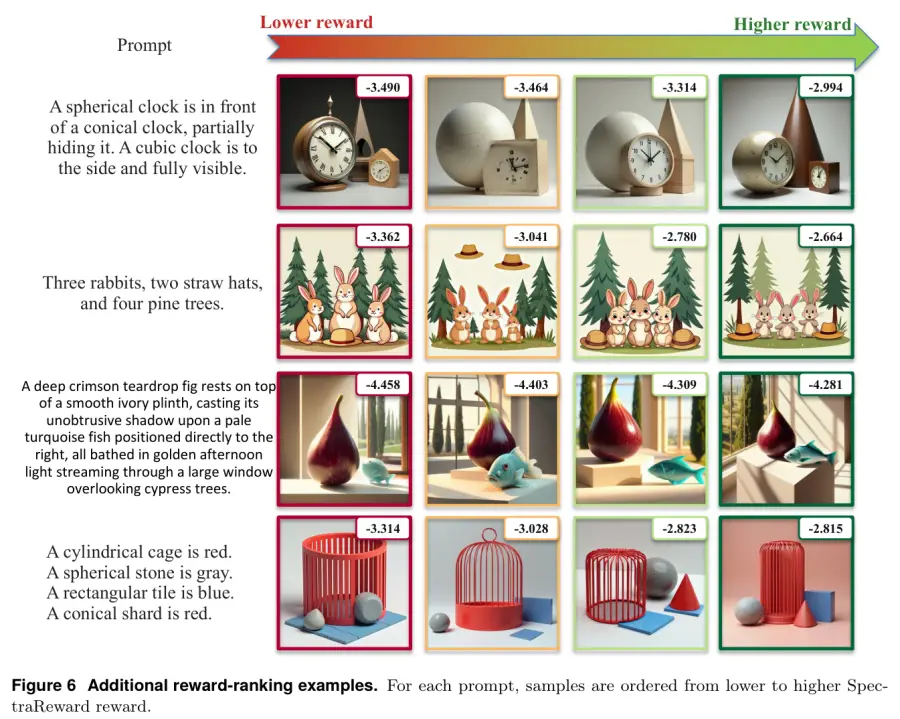 Lower reward
Higher reward
Prompt
A spherical clock is in front
of a conical clock, partially
hiding it. A cubic clock is to
the side and fully visible.
-3.490
-3.464
-3.314
-2.994
Three rabbits, two straw hats,
and four pine trees.
-3.362
-3.041
-2.780
-2.664
A deep crimson teardrop fig rests on top
of a smooth ivory plinth, casting its
unobtrusive shadow upon a pale
turquoise fish positioned directly to the
right, all bathed in golden afternoon
light streaming through a large window
overlooking cypress trees.
-4.458
-4.403
-4.309
-4.281
A cylindrical cage is red.
A spherical stone is gray.
A rectangular tile is blue.
A conical shard is red.
-3.314
-3.028
-2.823
-2.815
Figure 6 Additional reward-ranking examples. For each prompt, samples are ordered from lower to higher Spec-
traReward reward.